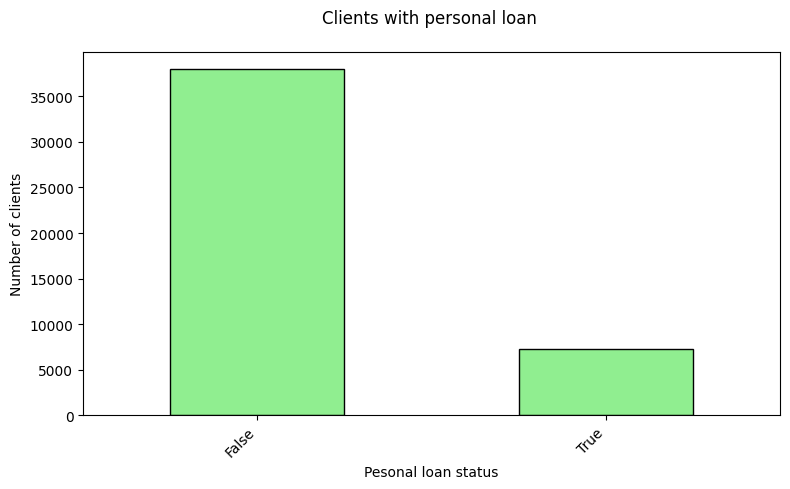 Clients with personal loan
35000
30000
25000
20000
15000
10000
5000
0
Number of clients
False
True
Pesonal loan status